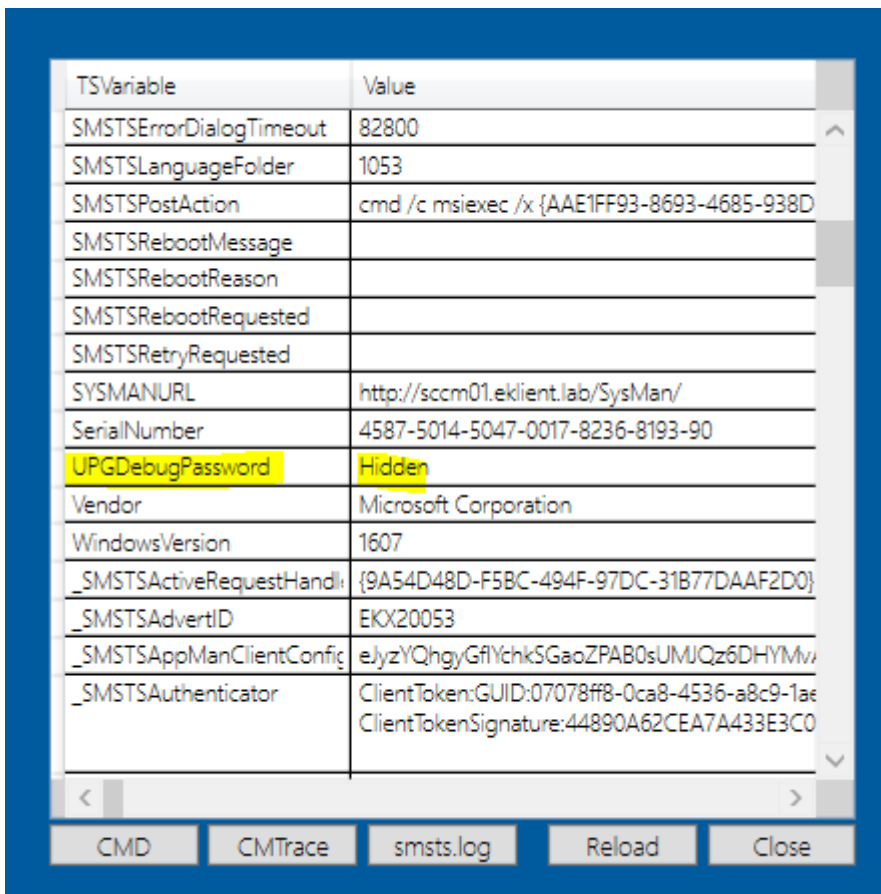 TSVariable Value
SMSTSErrorDialogTimeout 82800
SMSTSLanguageFolder 1053
SMSTSPostAction cmd /c msiexec /x {AAE1FF93-8693-4685-938D
SMSTSRebootMessage
SMSTSRebootReason
SMSTSRebootRequested
SMSTSRetryRequested
SYSMANURL http://sccm01.eklient.lab/SysMan/
SerialNumber 4587-5014-5047-0017-8236-8193-90
UPGDebugPassword Hidden
Vendor Microsoft Corporation
WindowsVersion 1607
_SMSTSActiveRequestHandl {9A54D48D-F5BC-494F-97DC-31B77DAAF2D0}
_SMSTSAdvertID EKX20053
_SMSTSAppManClientConfig eJyzYQhgyGflYchkSGaoZPAB0sUMJQz6DHYMv
_SMSTSAuthenticator ClientToken:GUID:07078ff8-0ca8-4536-a8c9-1ae
ClientTokenSignature:44890A62CEA7A433E3C0
CMD CMTrace smsts.log Reload Close